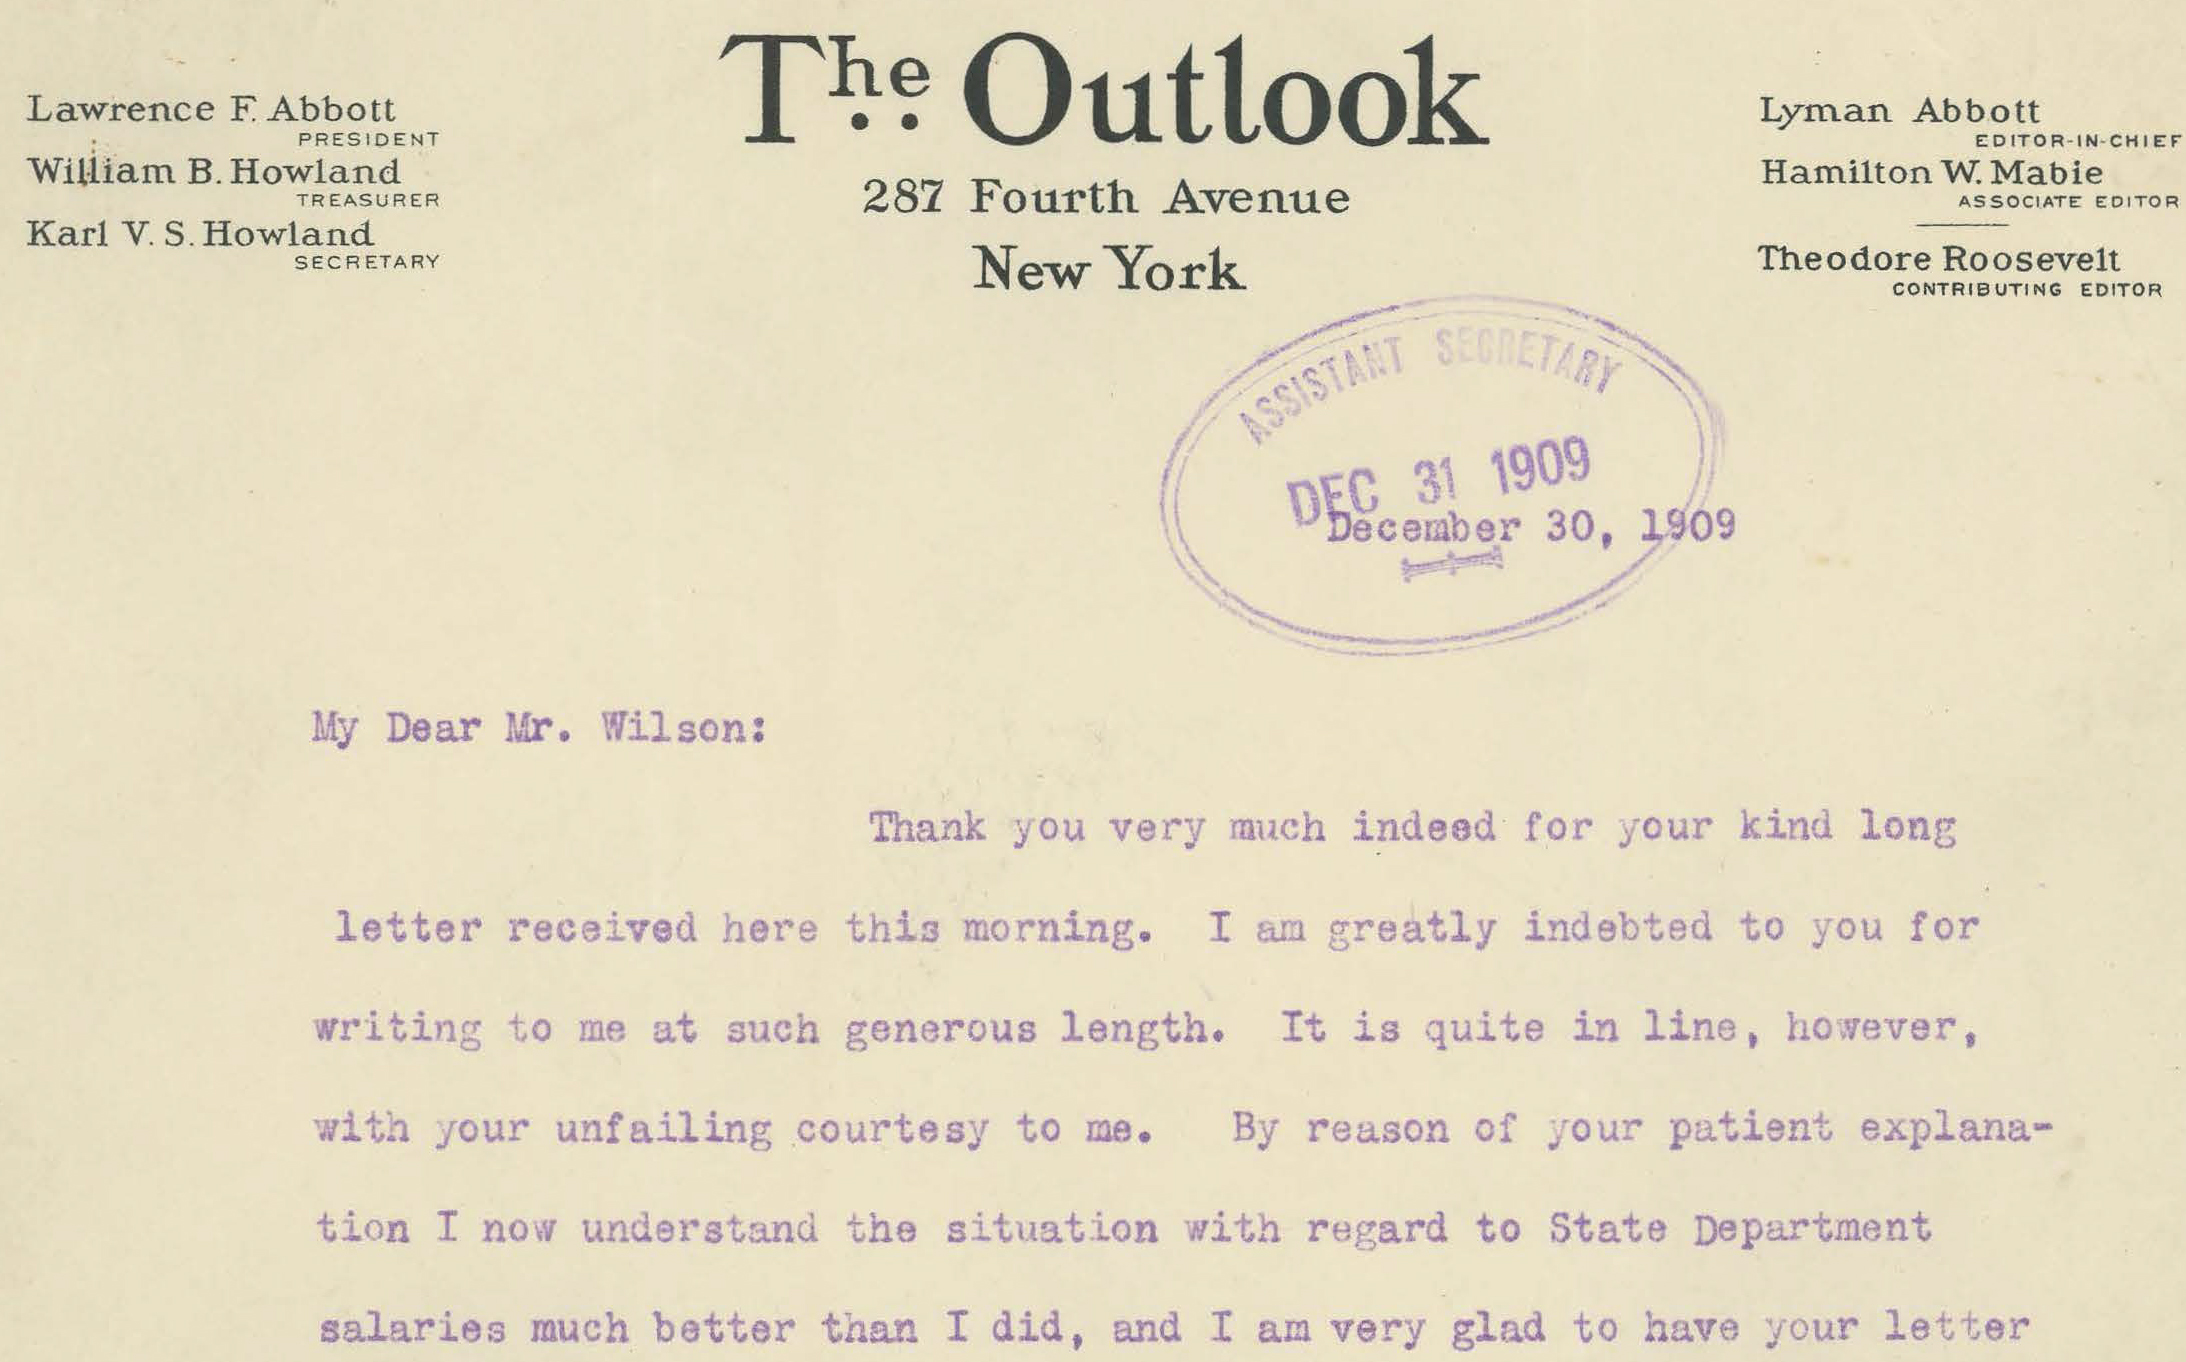 The Outlook
287 Fourth Avenue
New York
Lawrence F. Abbott
PRESIDENT
William B. Howland
TREASURER
Karl V. S. Howland
SECRETARY
Lyman Abbott
EDITOR-IN-CHIEF
Hamilton W. Mabie
ASSOCIATE EDITOR
Theodore Roosevelt
CONTRIBUTING EDITOR
ASSISTANT SECRETARY
DEC 31 1909
December 30, 1909
My Dear Mr. Wilson:
Thank you very much indeed for your kind long
letter received here this morning. I am greatly indebted to you for
writing to me at such generous length. It is quite in line, however,
with your unfailing courtesy to me. By reason of your patient explana-
tion I now understand the situation with regard to State Department
salaries much better than I did, and I am very glad to have your letter